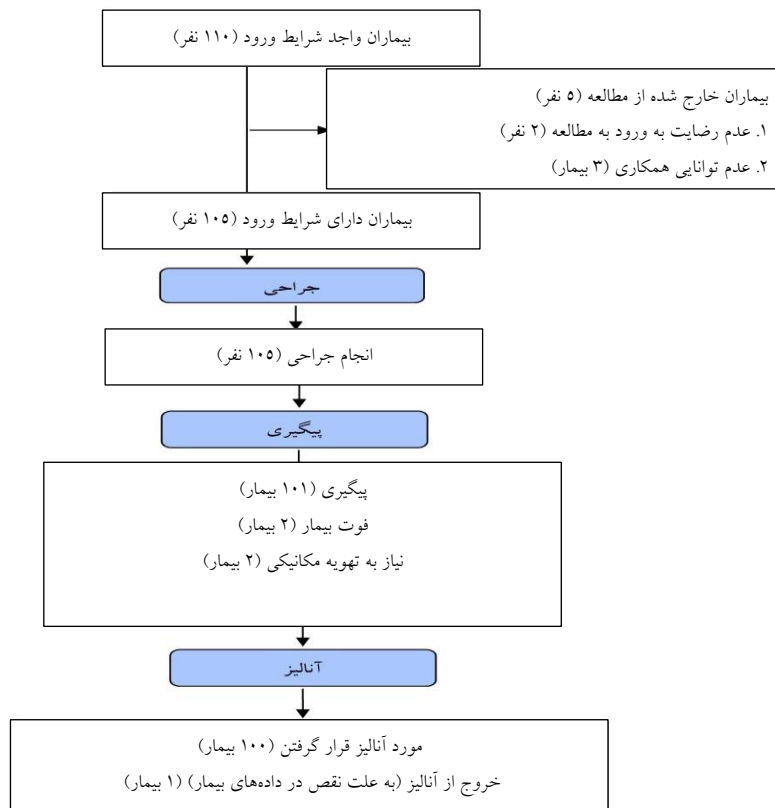 بیماران واجد شرایط ورود (۱۱۰ نفر)
بیماران خارج شده از مطالعه (۵ نفر)
۱. عدم رضایت به ورود به مطالعه (۲ نفر)
۲. عدم توانایی همکاری (۳ بیمار)
بیماران دارای شرایط ورود (۱۰۵ نفر)
جراحی
انجام جراحی (۱۰۵ نفر)
پیگیری
پیگیری (۱۰۱ بیمار)
فوت بیمار (۲ بیمار)
نیاز به تهویه مکانیکی (۲ بیمار)
آنالیز
مورد آنالیز قرار گرفتن (۱۰۰ بیمار)
خروج از آنالیز (به علت نقص در داده‌های بیمار) (۱ بیمار)